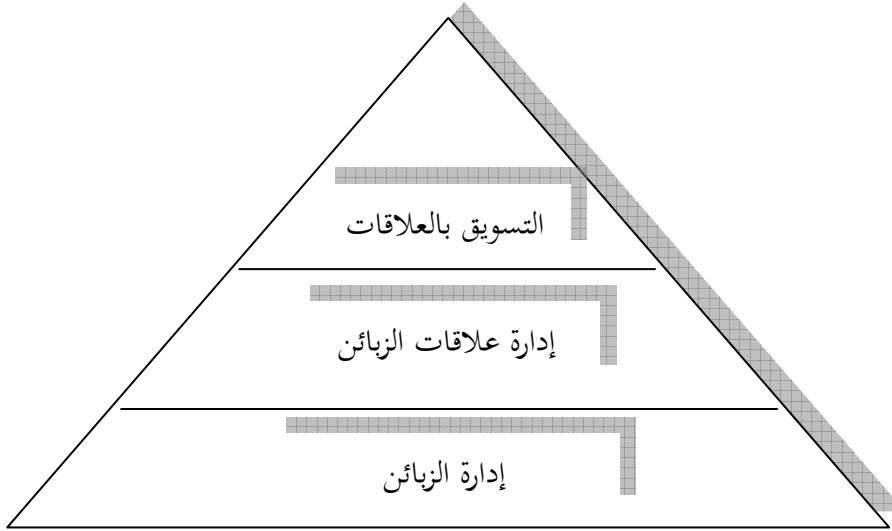 التسويق بالعلاقات
إدارة علاقات الزبائن
إدارة الزبائن